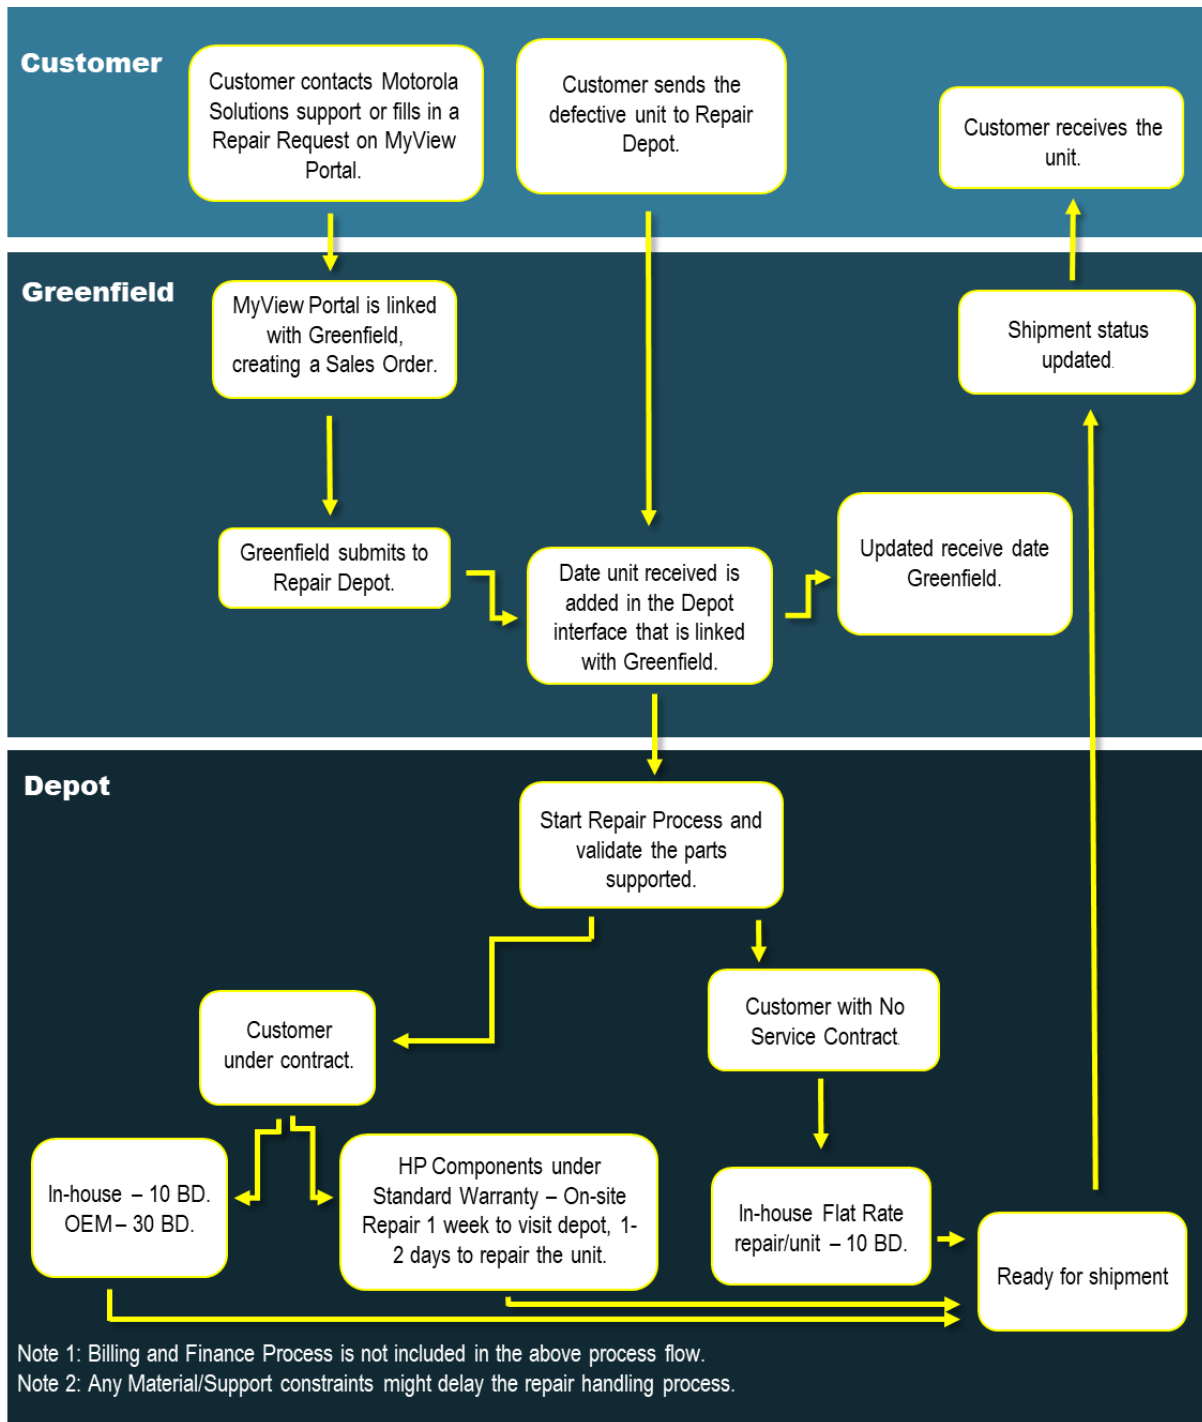 Customer
Customer contacts Motorola
Solutions support or fills in a
Repair Request on MyView
Portal.
Customer sends the
defective unit to Repair
Depot.
Customer receives the
unit.
Greenfield
MyView Portal is linked
with Greenfield,
creating a Sales Order.
Shipment status
updated.
Greenfield submits to
Repair Depot.
Date unit received is
added in the Depot
interface that is linked
with Greenfield.
Updated receive date
Greenfield.
Depot
Start Repair Process and
validate the parts
supported.
Customer
under contract.
Customer with No
Service Contract.
In-house – 10 BD.
OEM – 30 BD.
HP Components under
Standard Warranty – On-site
Repair 1 week to visit depot, 1-
2 days to repair the unit.
In-house Flat Rate
repair/unit – 10 BD.
Ready for shipment
Note 1: Billing and Finance Process is not included in the above process flow.
Note 2: Any Material/Support constraints might delay the repair handling process.